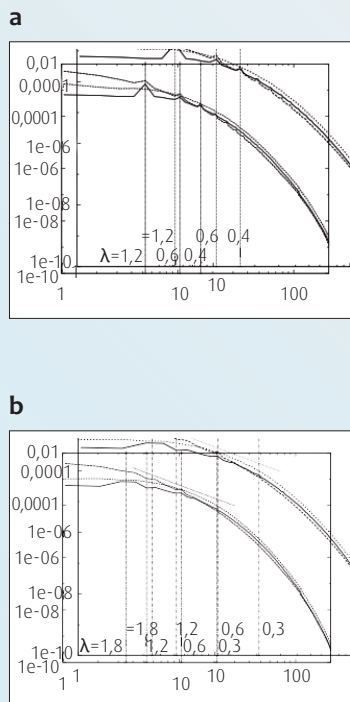 a
0,01
0,000
0,0001
1e-06
1e-06
1e-08
1e-08
=1,2 0,6 0,4
λ=1,2 0,6 0,4
1e-10
1e-10
1 10 100
b
0,01
0,0001
0,0001
1e-06
1e-06
1e-08
1e-08
=1,8 1,2 0,6 0,3
λ=1,8 1,2 0,6 0,3
1e-10
1e-10
1 10 100
1 10